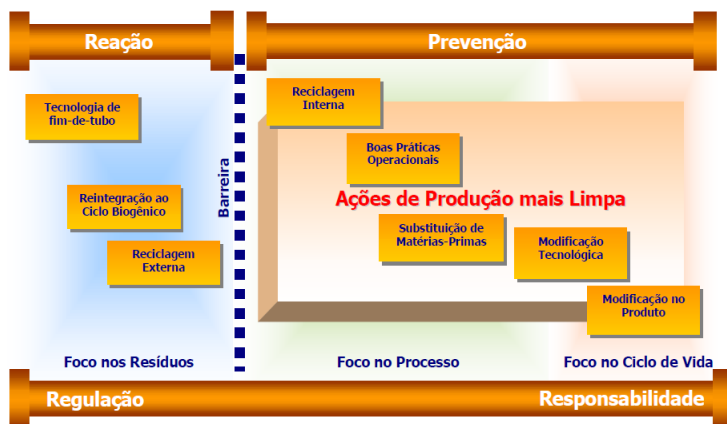 Reação
Prevenção
Tecnologia de
fim-de-tubo
Reciclagem
Interna
Boas Práticas
Operacionais
Barreira
Ações de Produção mais Limpa
Reintegração ao
Ciclo Biogênico
Substituição de
Matérias-Primas
Modificação
Tecnológica
Reciclagem
Externa
Modificação no
Produto
Foco nos Resíduos
Foco no Processo
Foco no Ciclo de Vida
Regulação
Responsabilidade